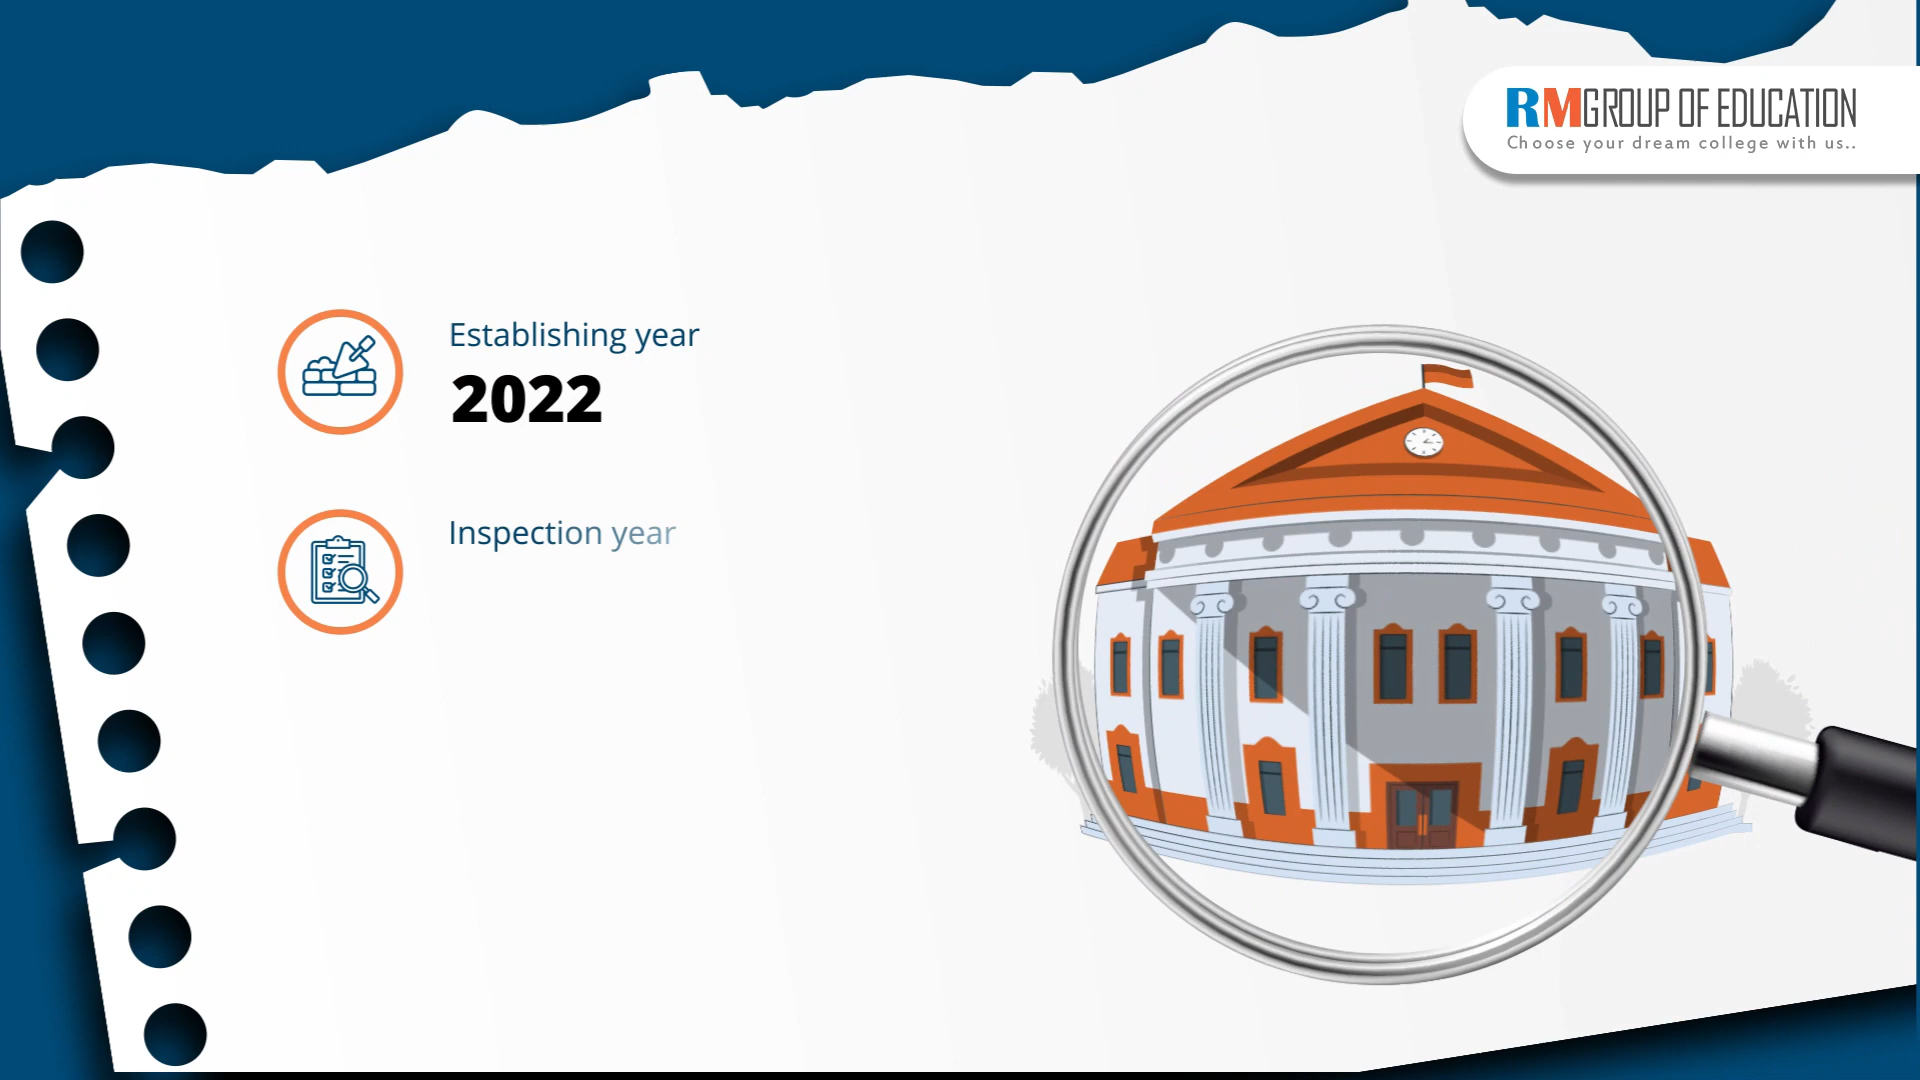 RMGROUP OF EDUCATION
Choose your dream college with us..
Establishing year
2022
Inspection year